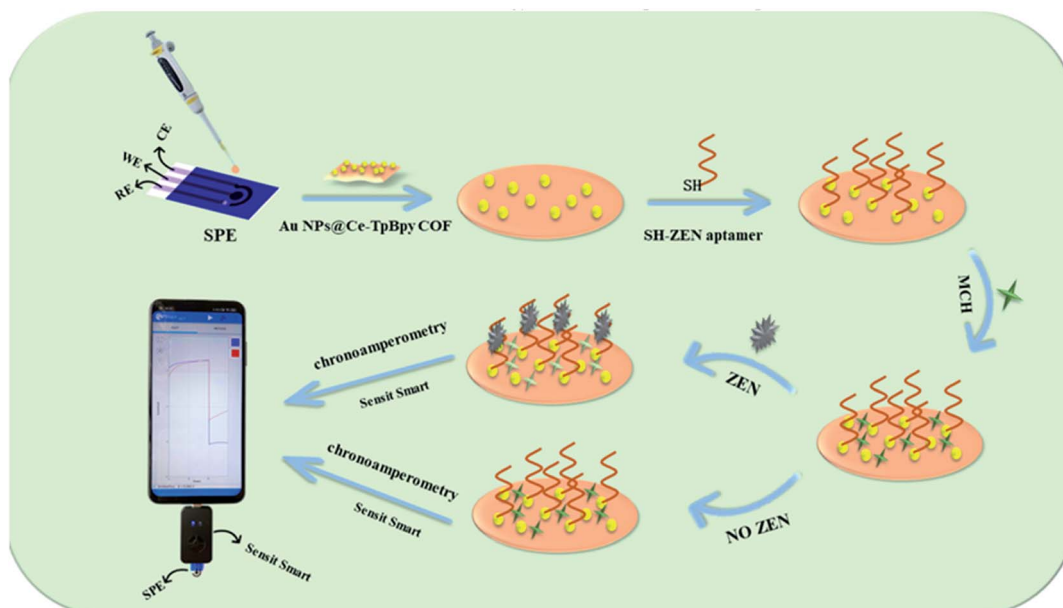 CE
WE
RE
SPE
Au NPs@Ce-TpBpy COF
SH
SH-ZEN aptamer
MCH
ZEN
NO ZEN
chronoamperometry
Sensit Smart
chronoamperometry
Sensit Smart
Sensit Smart
SPE